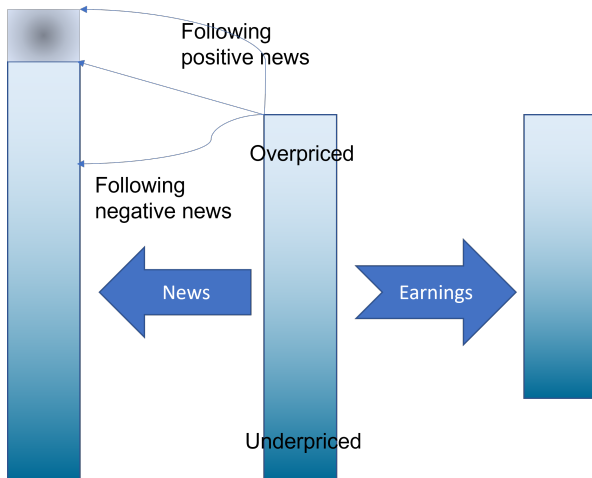 Following
positive news
Overpriced
Following
negative news
News
Earnings
Underpriced